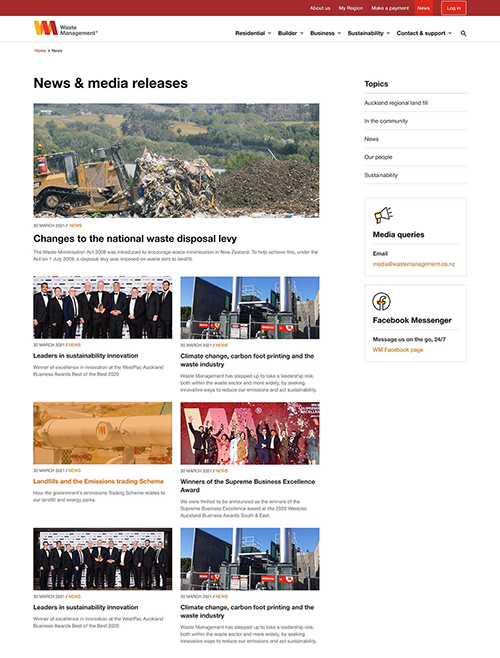 About us My Region Make a payment News Log in
Waste
Management
Residential Builder Business Sustainability Contact & support
Home > News
News & media releases
30 MARCH 2021 // NEWS
Changes to the national waste disposal levy
The Waste Minimisation Act 2008 was introduced to encourage waste minimisation in New Zealand. To help achieve this, under the
Act on 1 July 2009, a disposal levy was imposed on waste sent to landfill.
30 MARCH 2021 // NEWS
Leaders in sustainability innovation
Winner of excellence in innovation at the WestPac Auckland
Business Awards Best of the Best 2020
30 MARCH 2021 // NEWS
Climate change, carbon foot printing and the
waste industry
Waste Management has stepped up to take a leadership role,
both within the waste sector and more widely, by seeking
innovative ways to reduce our emissions and act sustainability.
30 MARCH 2021 // NEWS
Landfills and the Emissions trading Scheme
How the government's emmissions Trading Scheme relates to
our landfill and energy parks.
30 MARCH 2021 // NEWS
Winners of the Supreme Business Excellence
Award
We were thrilled to be announced as the winners of the
Supreme Business Excellence award at the 2020 Westpac
Auckland Business Awards South & East.
30 MARCH 2021 // NEWS
Leaders in sustainability innovation
Winner of excellence in innovation at the WestPac Auckland
Business Awards Best of the Best 2020
30 MARCH 2021 // NEWS
Climate change, carbon foot printing and the
waste industry
Waste Management has stepped up to take a leadership role,
both within the waste sector and more widely, by seeking
innovative ways to reduce our emissions and act sustainability.
Topics
Auckland regional land fill
In the community
News
Our people
Sustainability
Media queries
Email
media@wastemanagement.co.nz
Facebook Messenger
Message us on the go, 24/7
WM Facebook page